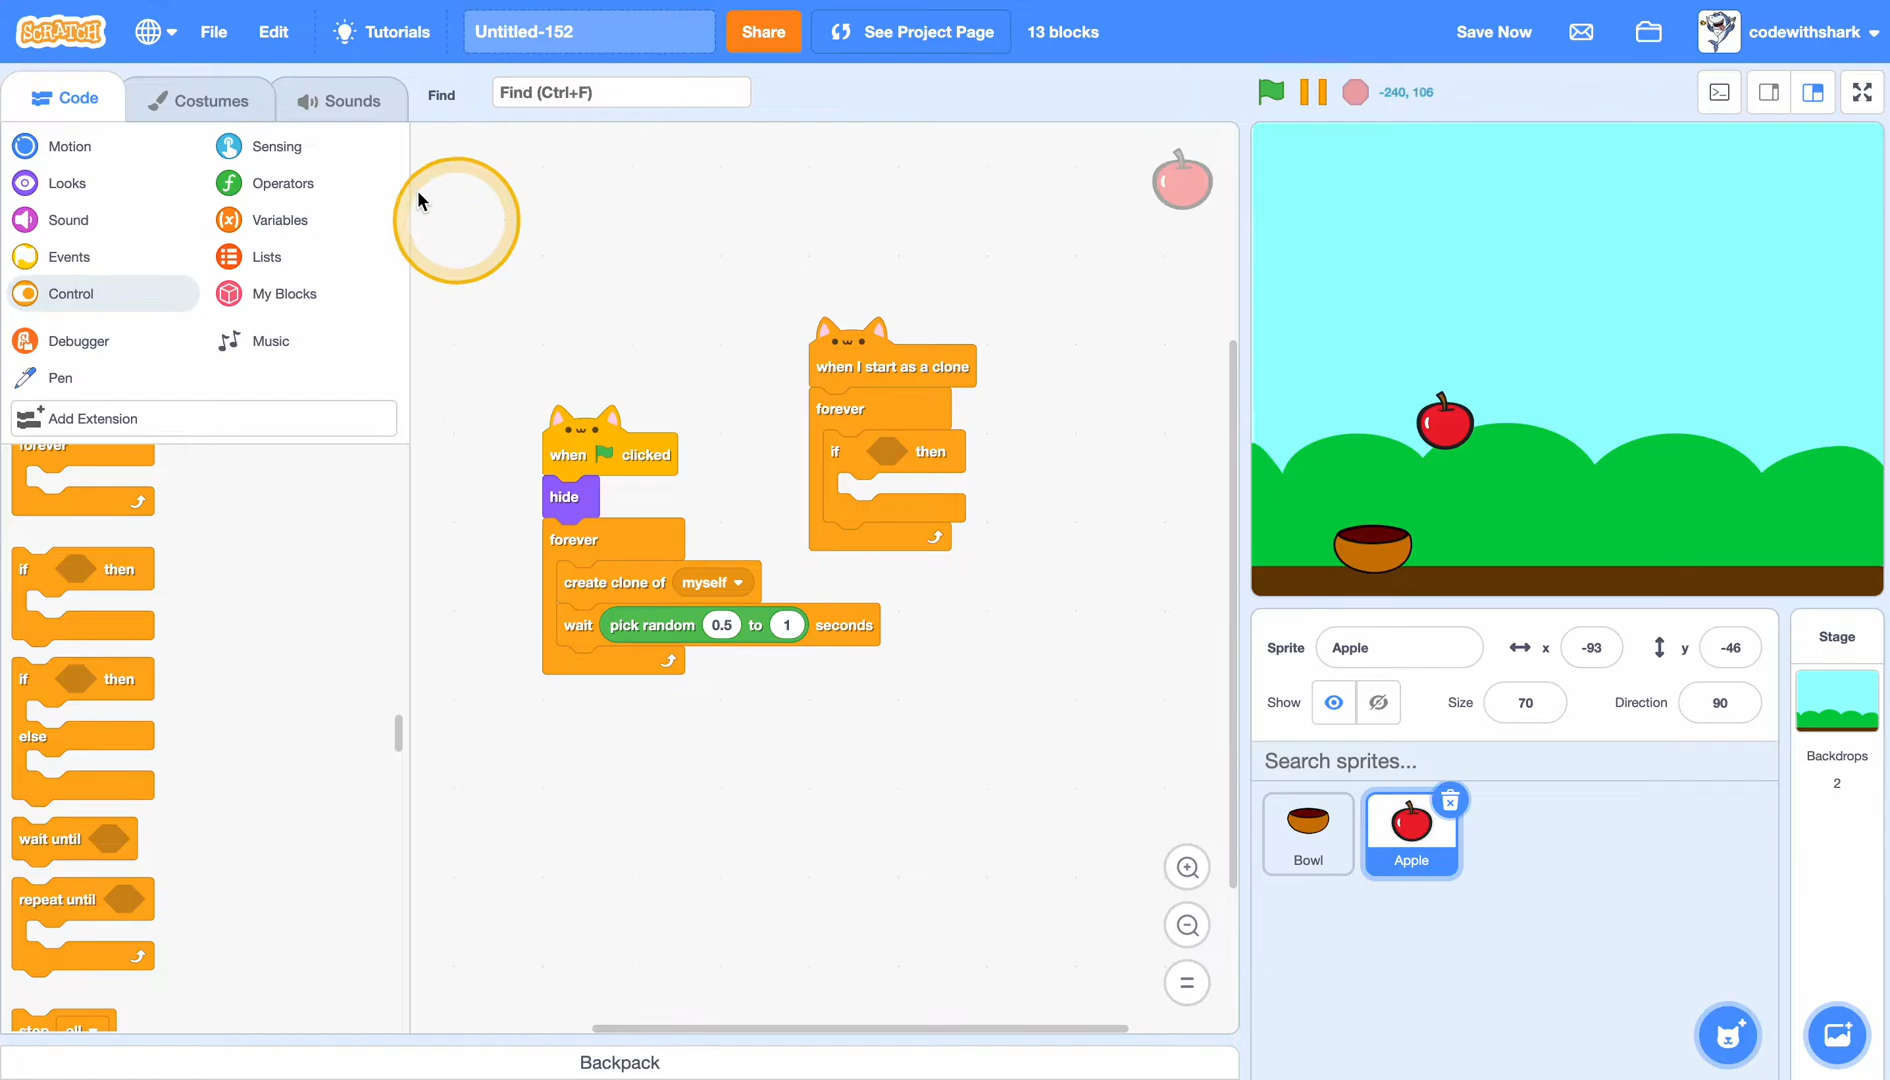 SCRATCH
File
Edit
Tutorials
Untitled-152
Share
See Project Page
13 blocks
Save Now
codewithshark
Code
Costumes
Sounds
Find
Find (Ctrl+F)
-240, 106
Motion
Sensing
Looks
Operators
Sound
Variables
Events
Lists
Control
My Blocks
Debugger
Music
Pen
Add Extension
forever
if then
if then
else
wait until
repeat until
stop all
when clicked
hide
forever
create clone of myself
wait pick random 0.5 to 1 seconds
when I start as a clone
forever
if then
Sprite Apple x -93 y -46
Show Size 70 Direction 90
Search sprites...
Bowl
Apple
Stage
Backdrops
2
Backpack